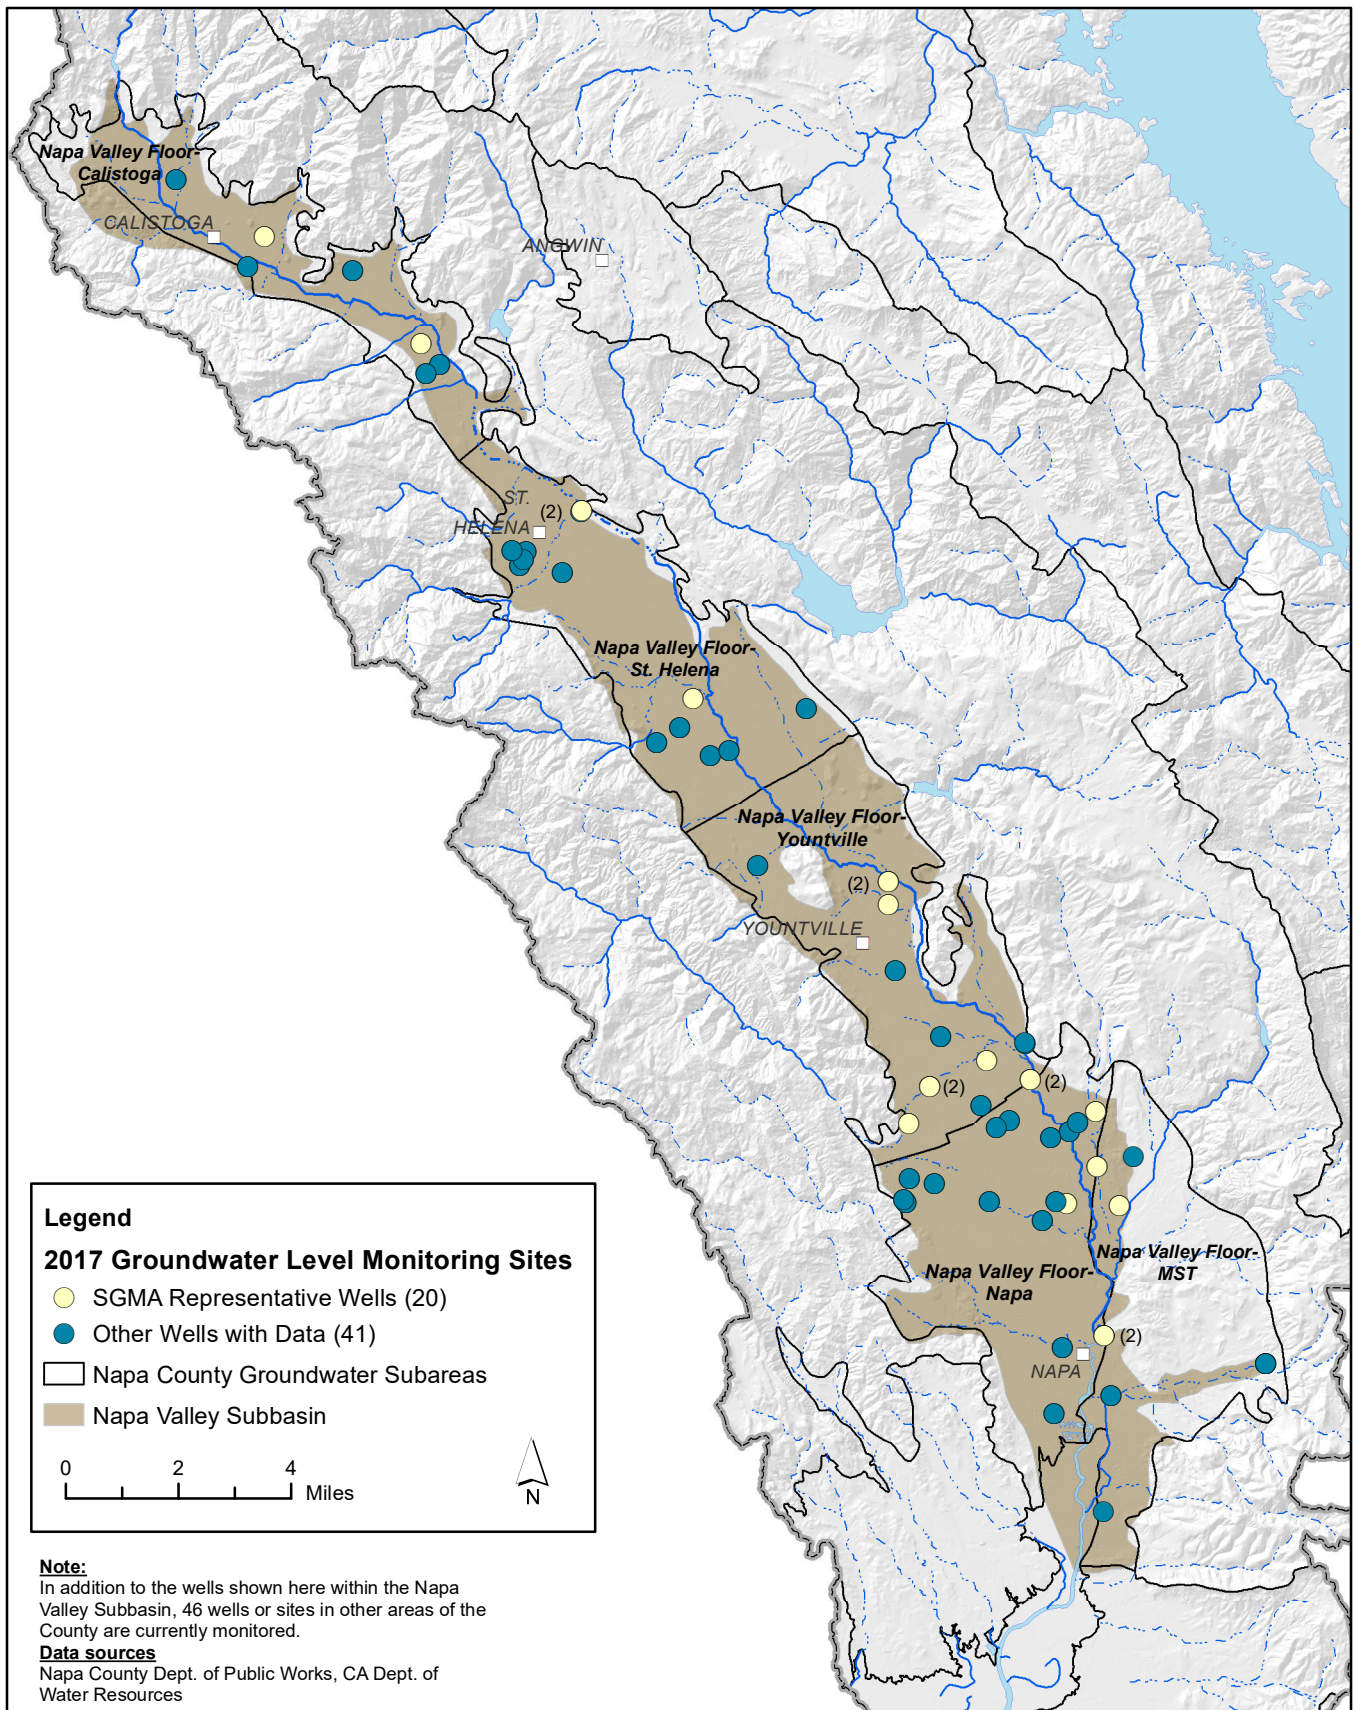 Napa Valley Floor-
Calistoga
CALISTOGA
ANGWIN
ST.
HELENA
(2)
Napa Valley Floor-
St. Helena
Napa Valley Floor-
Yountville
(2)
YOUNTVILLE
(2)
(2)
Napa Valley Floor-
MST
Napa Valley Floor-
Napa
(2)
NAPA
Legend
2017 Groundwater Level Monitoring Sites
SGMA Representative Wells (20)
Other Wells with Data (41)
Napa County Groundwater Subareas
Napa Valley Subbasin
0 2 4
Miles
N
Note:
In addition to the wells shown here within the Napa
Valley Subbasin, 46 wells or sites in other areas of the
County are currently monitored.
Data sources
Napa County Dept. of Public Works, CA Dept. of
Water Resources